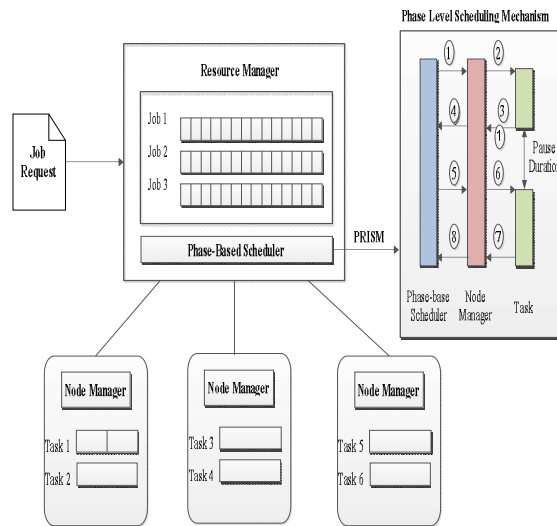 Phase Level Scheduling Mechanism
Resource Manager
Job 1
Job 2
Job 3
Job
Request
Phase-Based Scheduler
PRISM
1
2
4
3
1
Pause
Duration
5
6
8
7
Phase-base
Scheduler
Node
Manager
Task
Node Manager
Task 1
Task 2
Node Manager
Task 3
Task 4
Node Manager
Task 5
Task 6